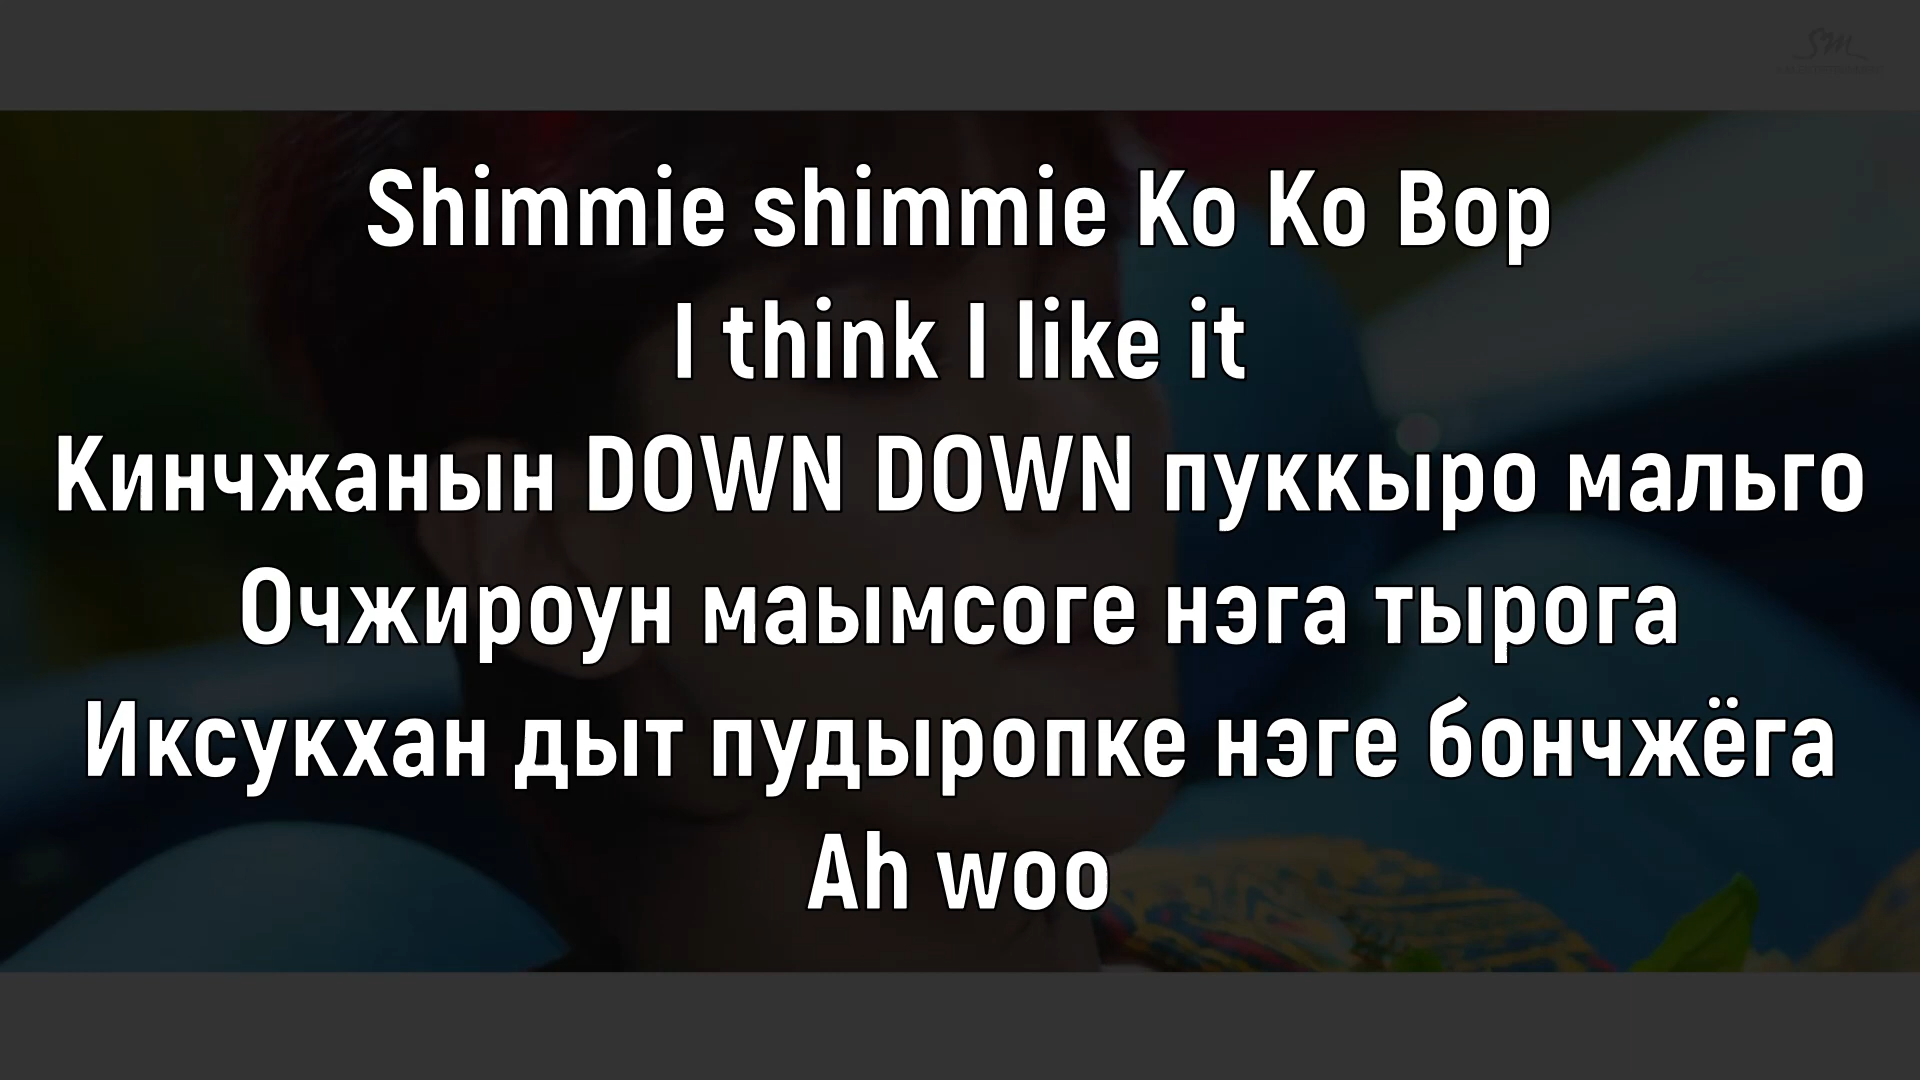 SM
Shimmie shimmie Ko Ko Bop
I think I like it
Кинчжанын DOWN DOWN пуккыро мальго
Очжироун маымсоге нэга тырога
Иксукхан дыт пудыропке нэге бончжёга
Ah woo